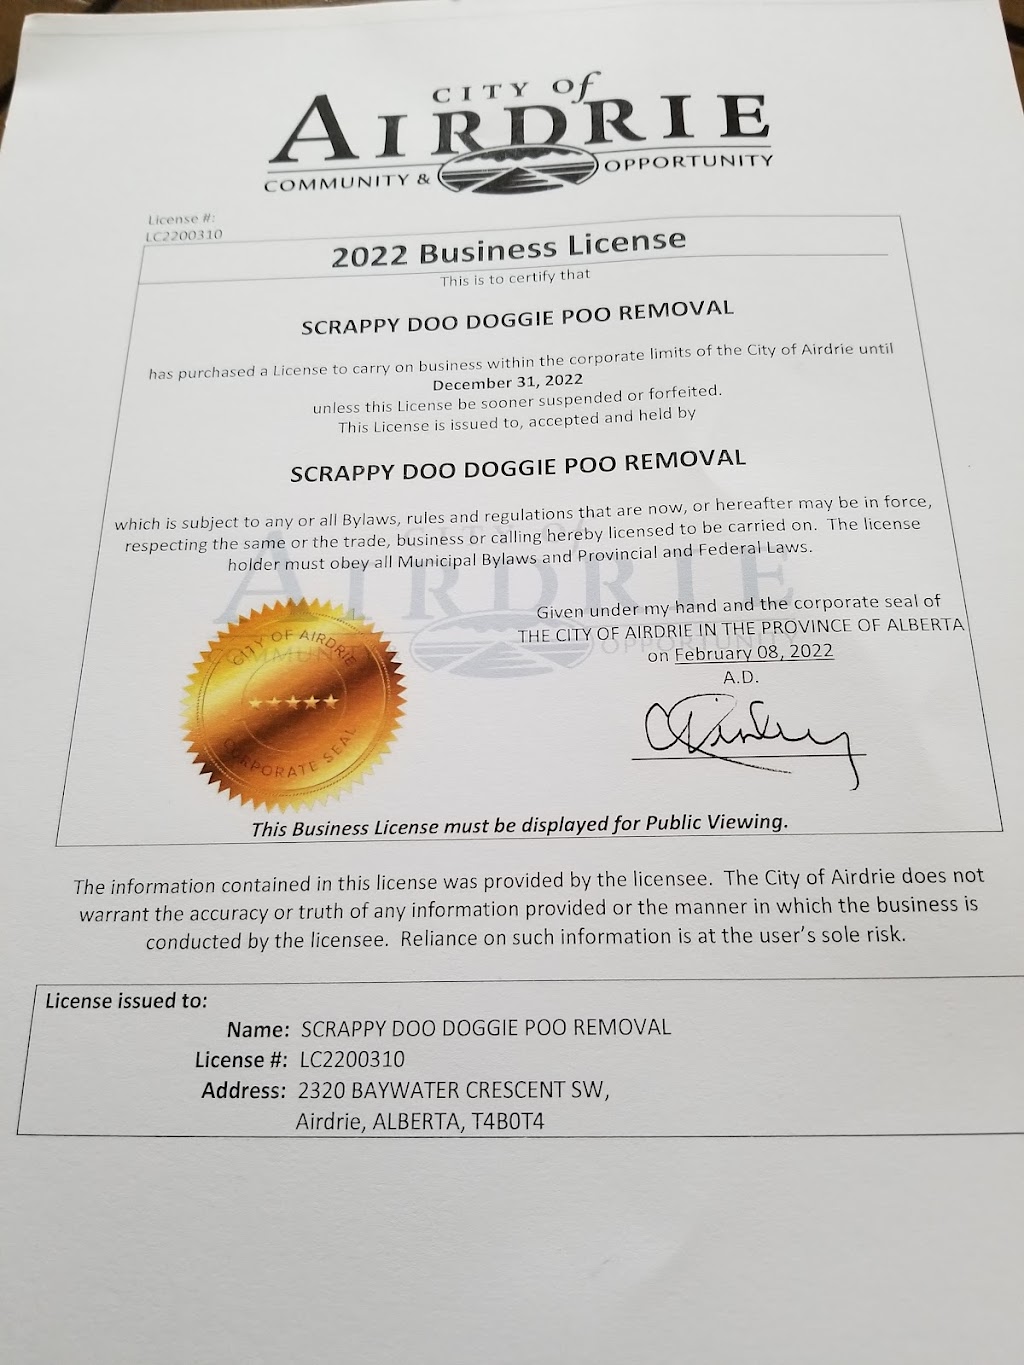 CITY of
AIRDRIE
COMMUNITY & OPPORTUNITY
License #:
LC2200310
2022 Business License
This is to certify that
SCRAPPY DOO DOGGIE POO REMOVAL
has purchased a License to carry on business within the corporate limits of the City of Airdrie until
December 31, 2022
unless this License be sooner suspended or forfeited.
This License is issued to, accepted and held by
SCRAPPY DOO DOGGIE POO REMOVAL
which is subject to any or all Bylaws, rules and regulations that are now, or hereafter may be in force,
respecting the same or the trade, business or calling hereby licensed to be carried on. The license
holder must obey all Municipal Bylaws and Provincial and Federal Laws.
CITY of
AIRDRIE
COMMUNITY & OPPORTUNITY
Given under my hand and the corporate seal of
THE CITY OF AIRDRIE IN THE PROVINCE OF ALBERTA
on February 08, 2022
A.D.
CITY OF AIRDRIE
CORPORATE SEAL
This Business License must be displayed for Public Viewing.
The information contained in this license was provided by the licensee. The City of Airdrie does not
warrant the accuracy or truth of any information provided or the manner in which the business is
conducted by the licensee. Reliance on such information is at the user's sole risk.
License issued to:
Name: SCRAPPY DOO DOGGIE POO REMOVAL
License #: LC2200310
Address: 2320 BAYWATER CRESCENT SW,
Airdrie, ALBERTA, T4B0T4